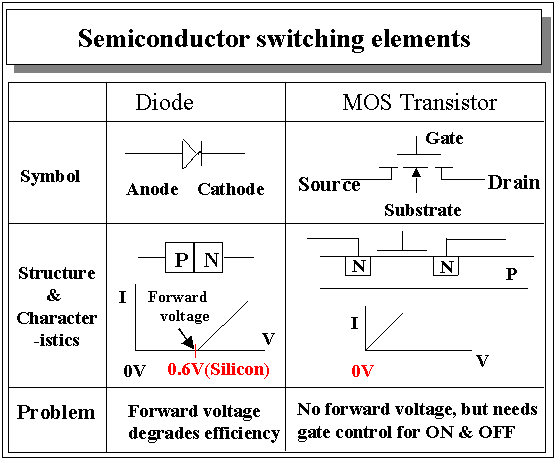 Semiconductor switching elements
Diode
MOS Transistor
Symbol
Anode Cathode
Gate
Source
Drain
Substrate
Structure
&
Character
-istics
P N
I
Forward
voltage
V
0V
0.6V(Silicon)
N
N
P
I
V
0V
Problem
Forward voltage
degrades efficiency
No forward voltage, but needs
gate control for ON & OFF